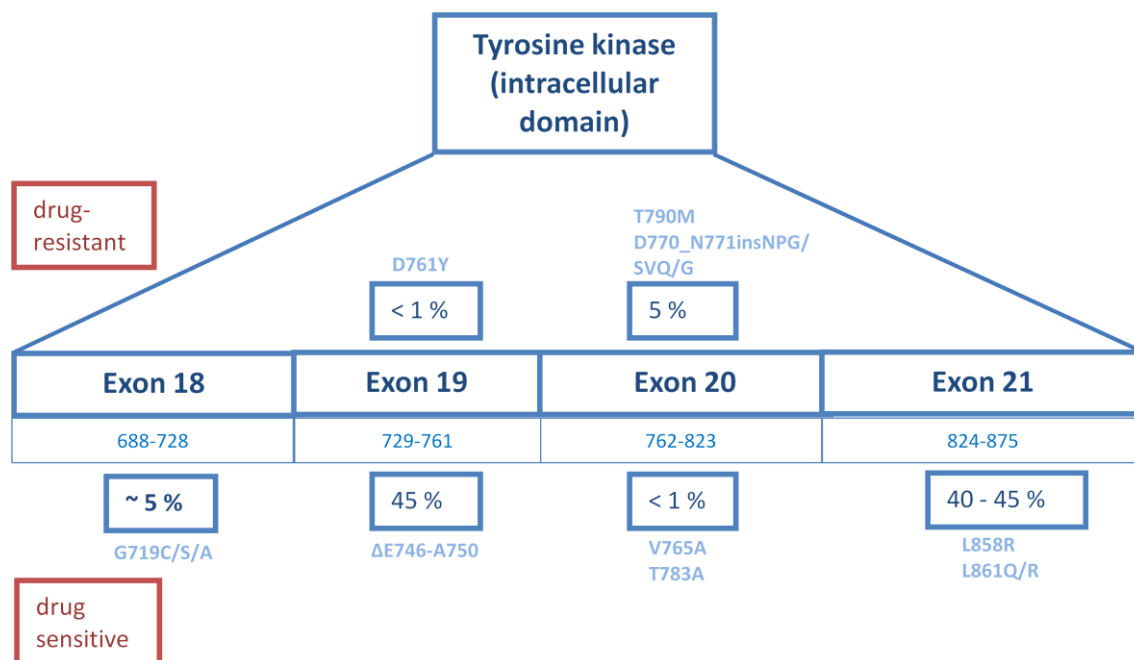 Tyrosine kinase
(intracellular
domain)
drug-
resistant
T790M
D770_N771insNPG/
SVQ/G
D761Y
< 1 %
5 %
Exon 18
Exon 19
Exon 20
Exon 21
688-728
729-761
762-823
824-875
~ 5 %
45 %
< 1 %
40 - 45 %
G719C/S/A
ΔE746-A750
V765A
T783A
L858R
L861Q/R
drug
sensitive